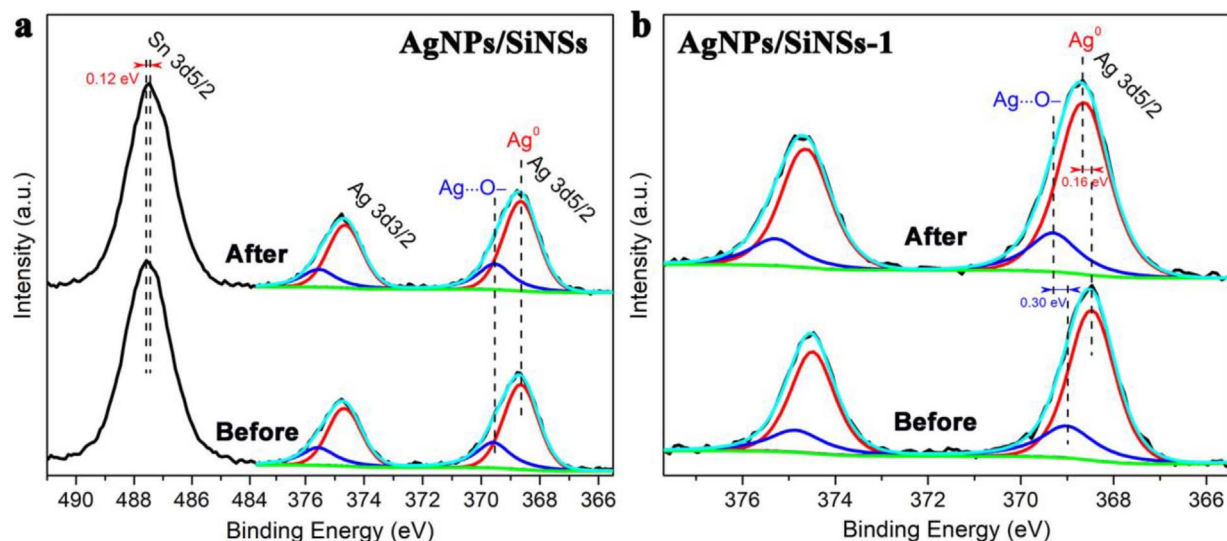 a
AgNPs/SiNSs
Sn 3d5/2
0.12 eV
Ag 3d3/2
Ag···O–
Ag⁰
Ag 3d5/2
After
Before
Intensity (a.u.)
490 488 486 484 376 374 370 368 366
Binding Energy (eV)
b
AgNPs/SiNSs-1
Ag⁰
Ag···O–
Ag 3d5/2
0.16 eV
After
0.30 eV
Before
Intensity (a.u.)
376 374 370 368 366
Binding Energy (eV)